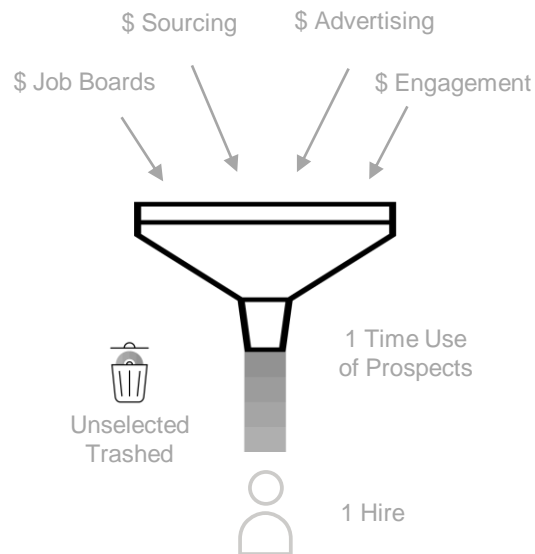 $ Sourcing
$ Advertising
$ Job Boards
$ Engagement
1 Time Use
of Prospects
Unselected
Trashed
1 Hire